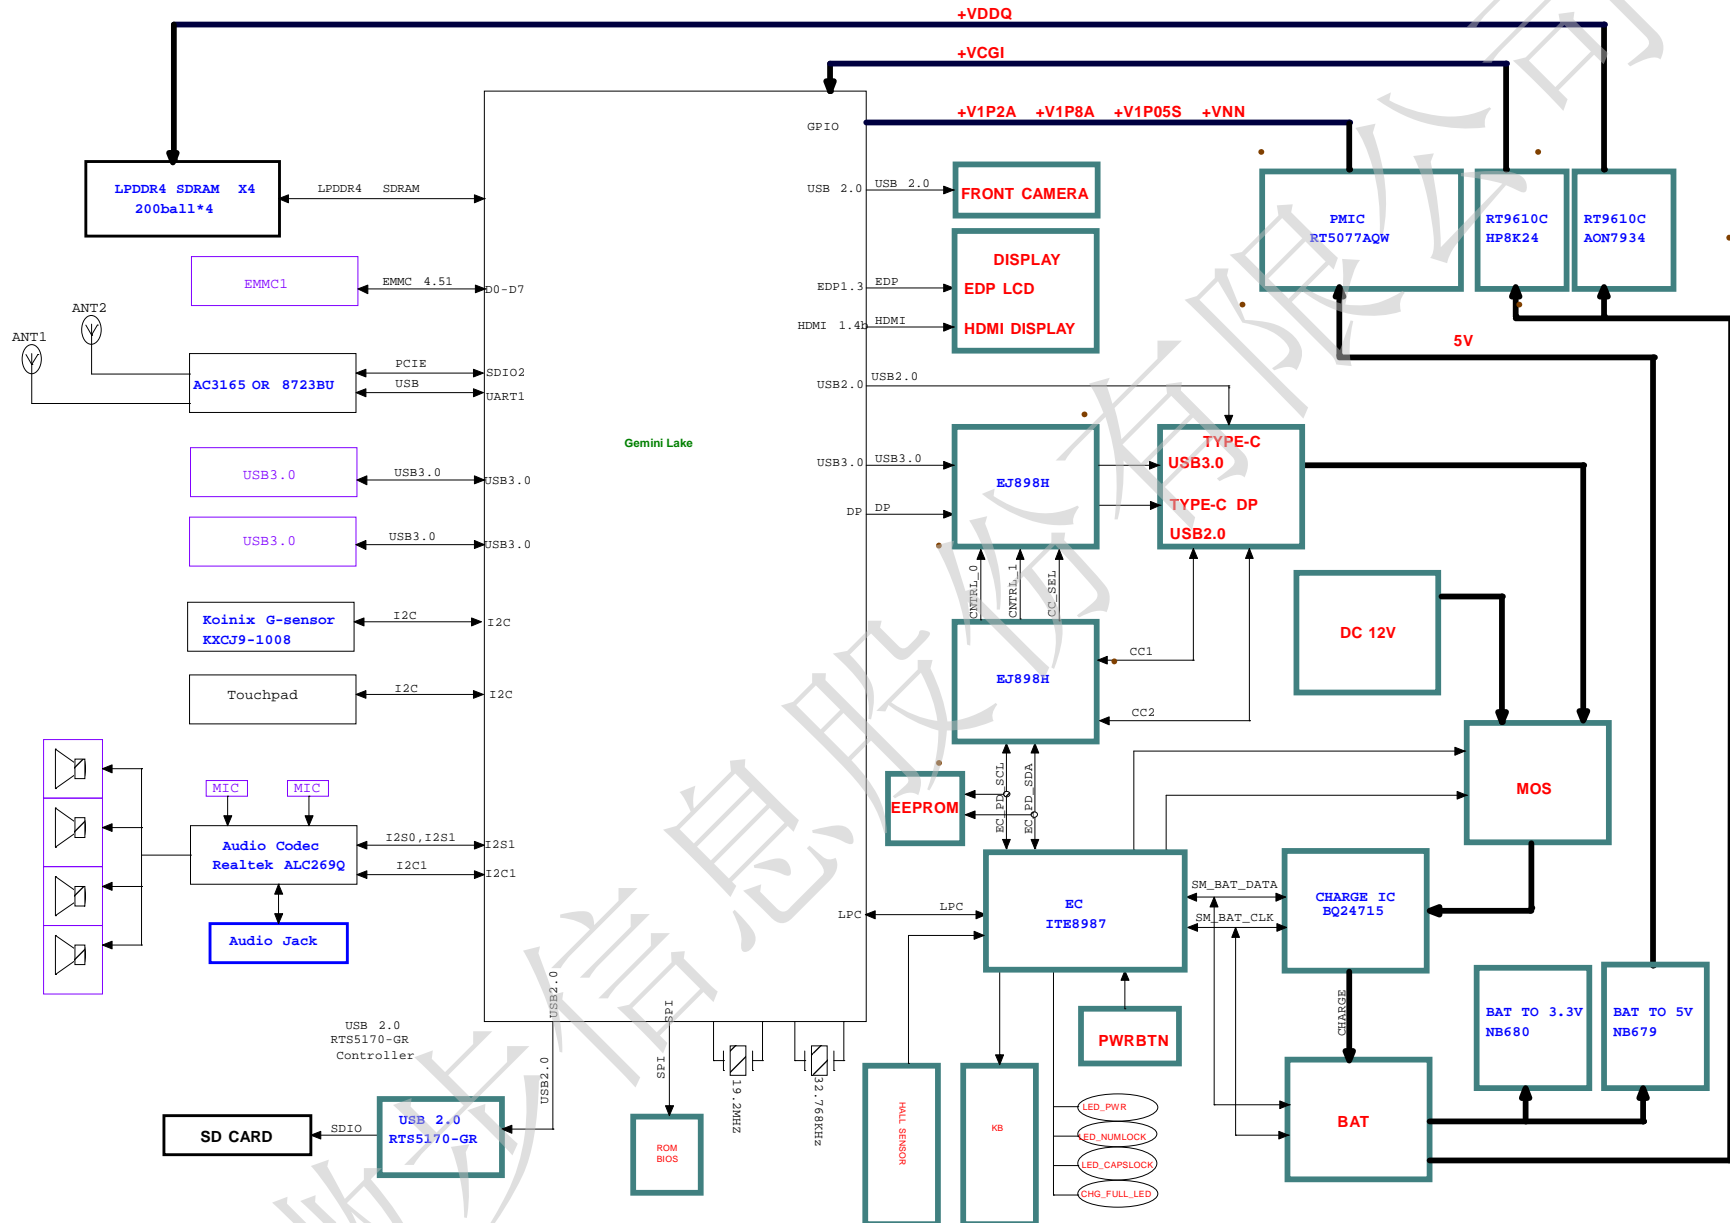 +VDDQ
+VCGI
+V1P2A +V1P8A +V1P05S +VNN
GPIO
LPDDR4 SDRAM X4
200ball*4
LPDDR4 SDRAM
USB 2.0
USB 2.0
FRONT CAMERA
PMIC
RT5077AQW
RT9610C
HP8K24
RT9610C
AON7934
EMMC1
EMMC 4.51
D0-D7
DISPLAY
EDP1.3
EDP
EDP LCD
HDMI 1.4b
HDMI
HDMI DISPLAY
5V
ANT2
ANT1
AC3165 OR 8723BU
PCIE
SDIO2
USB
UART1
USB2.0
USB2.0
Gemini Lake
TYPE-C
USB3.0
TYPE-C DP
USB2.0
USB3.0
USB3.0
EJ898H
DP
DP
USB3.0
USB3.0
USB3.0
USB3.0
USB3.0
USB3.0
CNTRL_0
CNTRL_1
CC_SEL
Koinix G-sensor
KXCJ9-1008
I2C
I2C
DC 12V
EJ898H
CC1
CC2
Touchpad
I2C
I2C
EC_PD_SCL
EC_PD_SDA
EEPROM
MOS
MIC
MIC
Audio Codec
Realtek ALC269Q
I2S0,I2S1
I2S1
I2C1
I2C1
Audio Jack
LPC
LPC
EC
ITE8987
SM_BAT_DATA
SM_BAT_CLK
CHARGE IC
BQ24715
CHARGE
BAT TO 3.3V
NB680
BAT TO 5V
NB679
USB2.0
SPI
USB 2.0
RTS5170-GR
Controller
USB2.0
SPI
19.2MHZ
32.768KHz
PWRBTN
SD CARD
SDIO
USB 2.0
RTS5170-GR
ROM
BIOS
HALL SENSOR
KB
LED_PWR
LED_NUMLOCK
LED_CAPSLOCK
CHG_FULL_LED
BAT
步信息股份有限公司